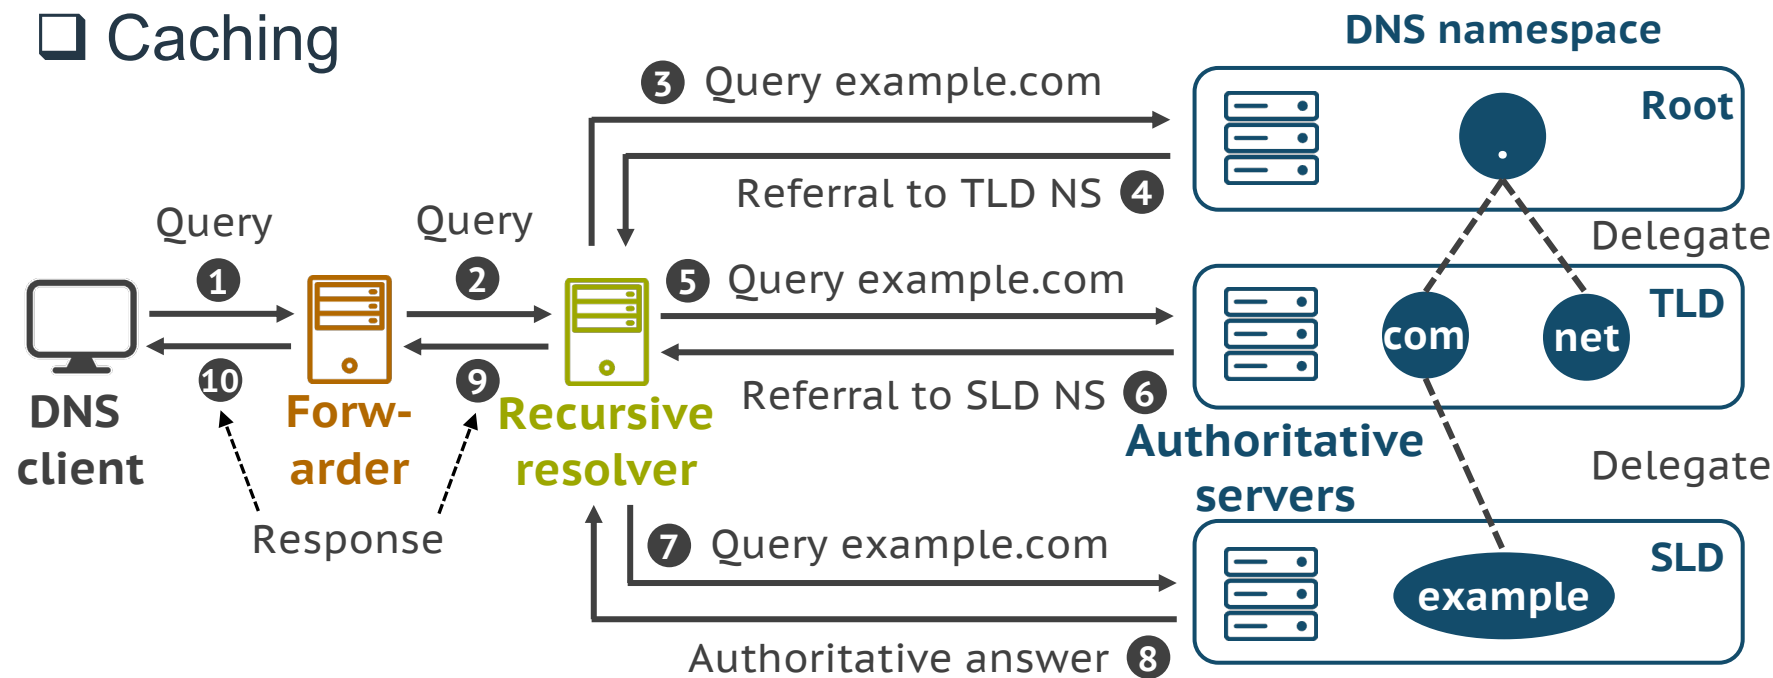 ❑ Caching
DNS namespace
3 Query example.com
Root
.
Referral to TLD NS 4
Query
Query
Delegate
1
2
5 Query example.com
TLD
com
net
10
9
Referral to SLD NS 6
DNS
client
Forw-
arder
Recursive
resolver
Authoritative
servers
Delegate
Response
7 Query example.com
SLD
example
Authoritative answer 8